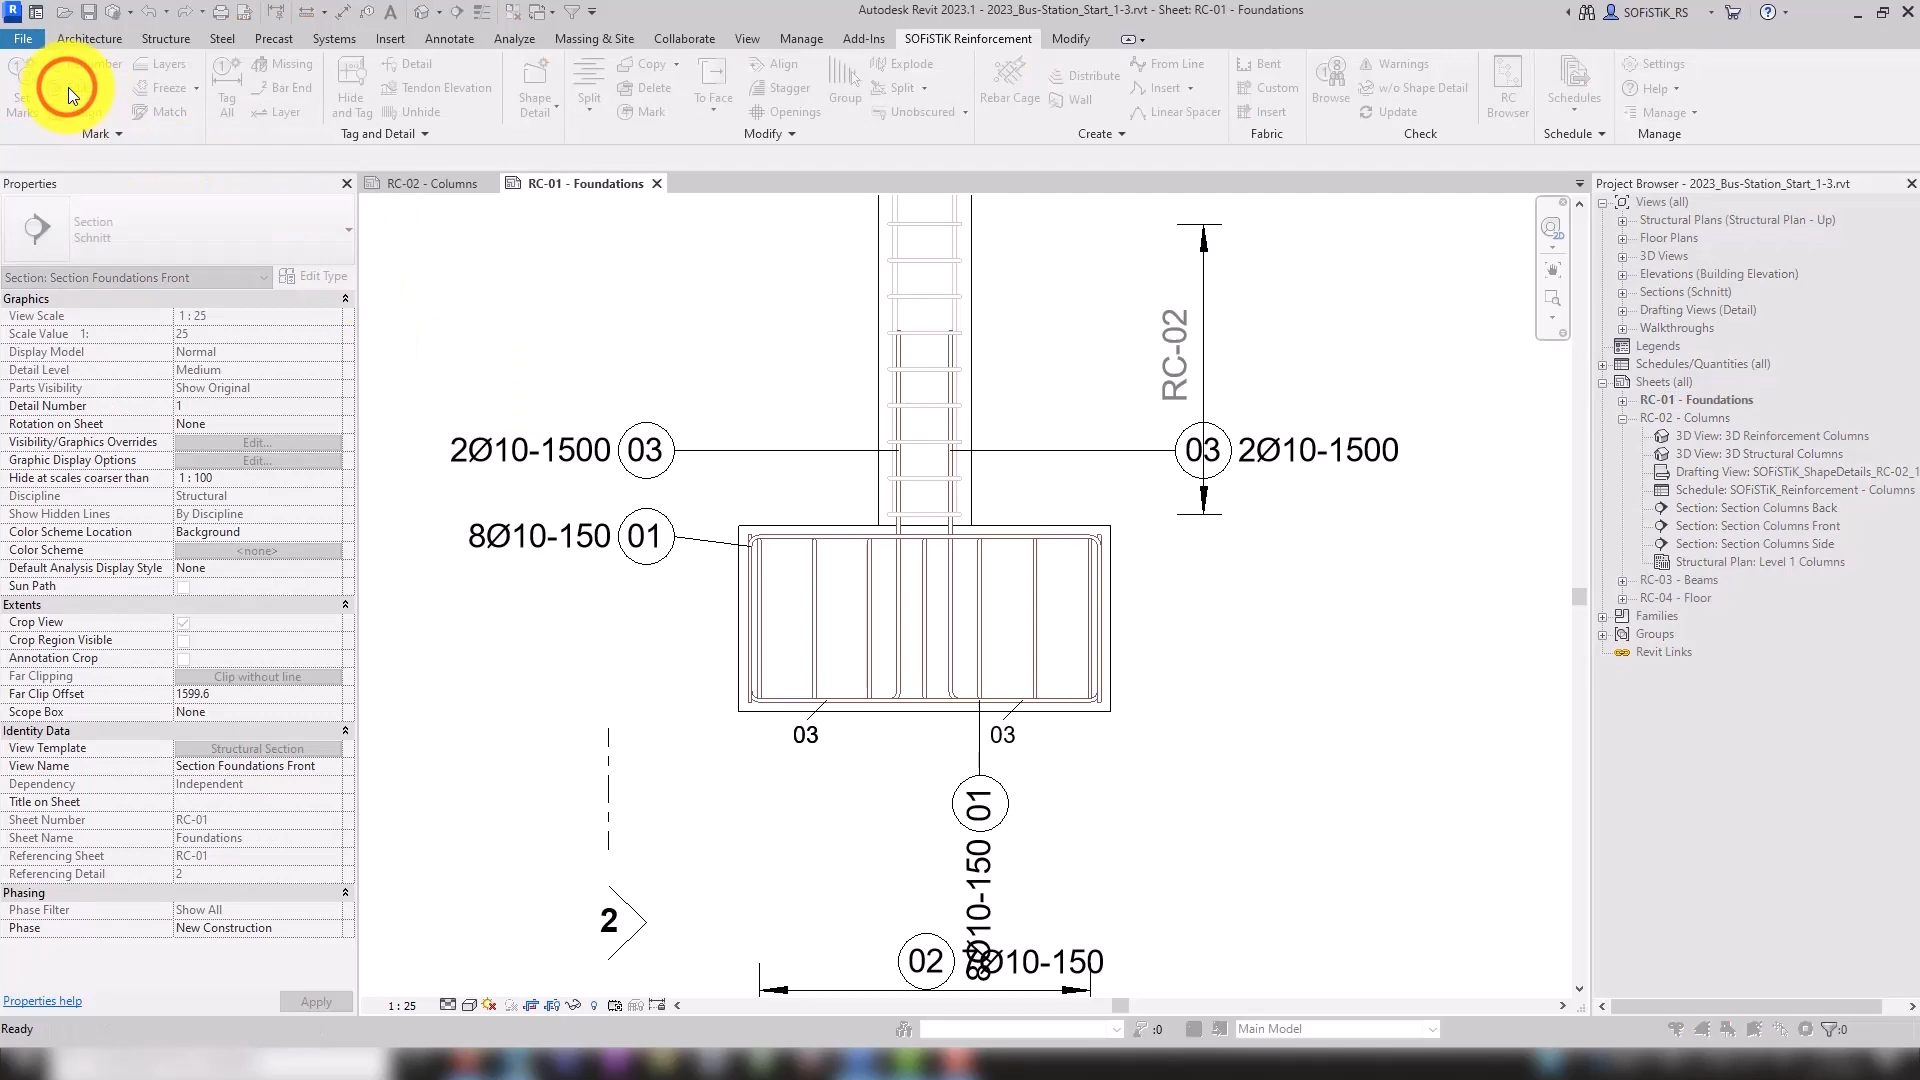 Autodesk Revit 2023.1 - 2023_Bus-Station_Start_1-3.rvt - Sheet: RC-01 - Foundations
SOFiSTiK_RS
File Architecture Structure Steel Precast Systems Insert Annotate Analyze Massing & Site Collaborate View Manage Add-Ins SOFiSTiK Reinforcement Modify
Layers Missing Detail Copy Align Explode From Line Bent Warnings Settings
Freeze Bar End Tendon Elevation Delete Stagger Split Distribute Insert Custom w/o Shape Detail Help
Match Layer Unhide Mark Openings Unobscured Wall Linear Spacer Insert Update Manage
Tag All Hide and Tag Shape Detail Split To Face Group Rebar Cage Browse RC Browser Schedules
Mark Tag and Detail Modify Create Fabric Check Schedule Manage
Properties
RC-02 - Columns
RC-01 - Foundations
Project Browser - 2023_Bus-Station_Start_1-3.rvt
Section
Schnitt
Section: Section Foundations Front Edit Type
Graphics
View Scale 1 : 25
Scale Value 1: 25
Display Model Normal
Detail Level Medium
Parts Visibility Show Original
Detail Number 1
Rotation on Sheet None
Visibility/Graphics Overrides Edit...
Graphic Display Options Edit...
Hide at scales coarser than 1 : 100
Discipline Structural
Show Hidden Lines By Discipline
Color Scheme Location Background
Color Scheme <none>
Default Analysis Display Style None
Sun Path
Extents
Crop View
Crop Region Visible
Annotation Crop
Far Clipping Clip without line
Far Clip Offset 1599.6
Scope Box None
Identity Data
View Template Structural Section
View Name Section Foundations Front
Dependency Independent
Title on Sheet
Sheet Number RC-01
Sheet Name Foundations
Referencing Sheet RC-01
Referencing Detail 2
Phasing
Phase Filter Show All
Phase New Construction
Properties help Apply
RC-02
2Ø10-1500 03
03 2Ø10-1500
8Ø10-150 01
03 03
01
8Ø10-150
2
02 7Ø10-150
2D
Views (all)
Structural Plans (Structural Plan - Up)
Floor Plans
3D Views
Elevations (Building Elevation)
Sections (Schnitt)
Drafting Views (Detail)
Walkthroughs
Legends
Schedules/Quantities (all)
Sheets (all)
RC-01 - Foundations
RC-02 - Columns
3D View: 3D Reinforcement Columns
3D View: 3D Structural Columns
Drafting View: SOFiSTiK_ShapeDetails_RC-02_1
Schedule: SOFiSTiK_Reinforcement - Columns
Section: Section Columns Back
Section: Section Columns Front
Section: Section Columns Side
Structural Plan: Level 1 Columns
RC-03 - Beams
RC-04 - Floor
Families
Groups
Revit Links
1 : 25
Ready :0 Main Model :0